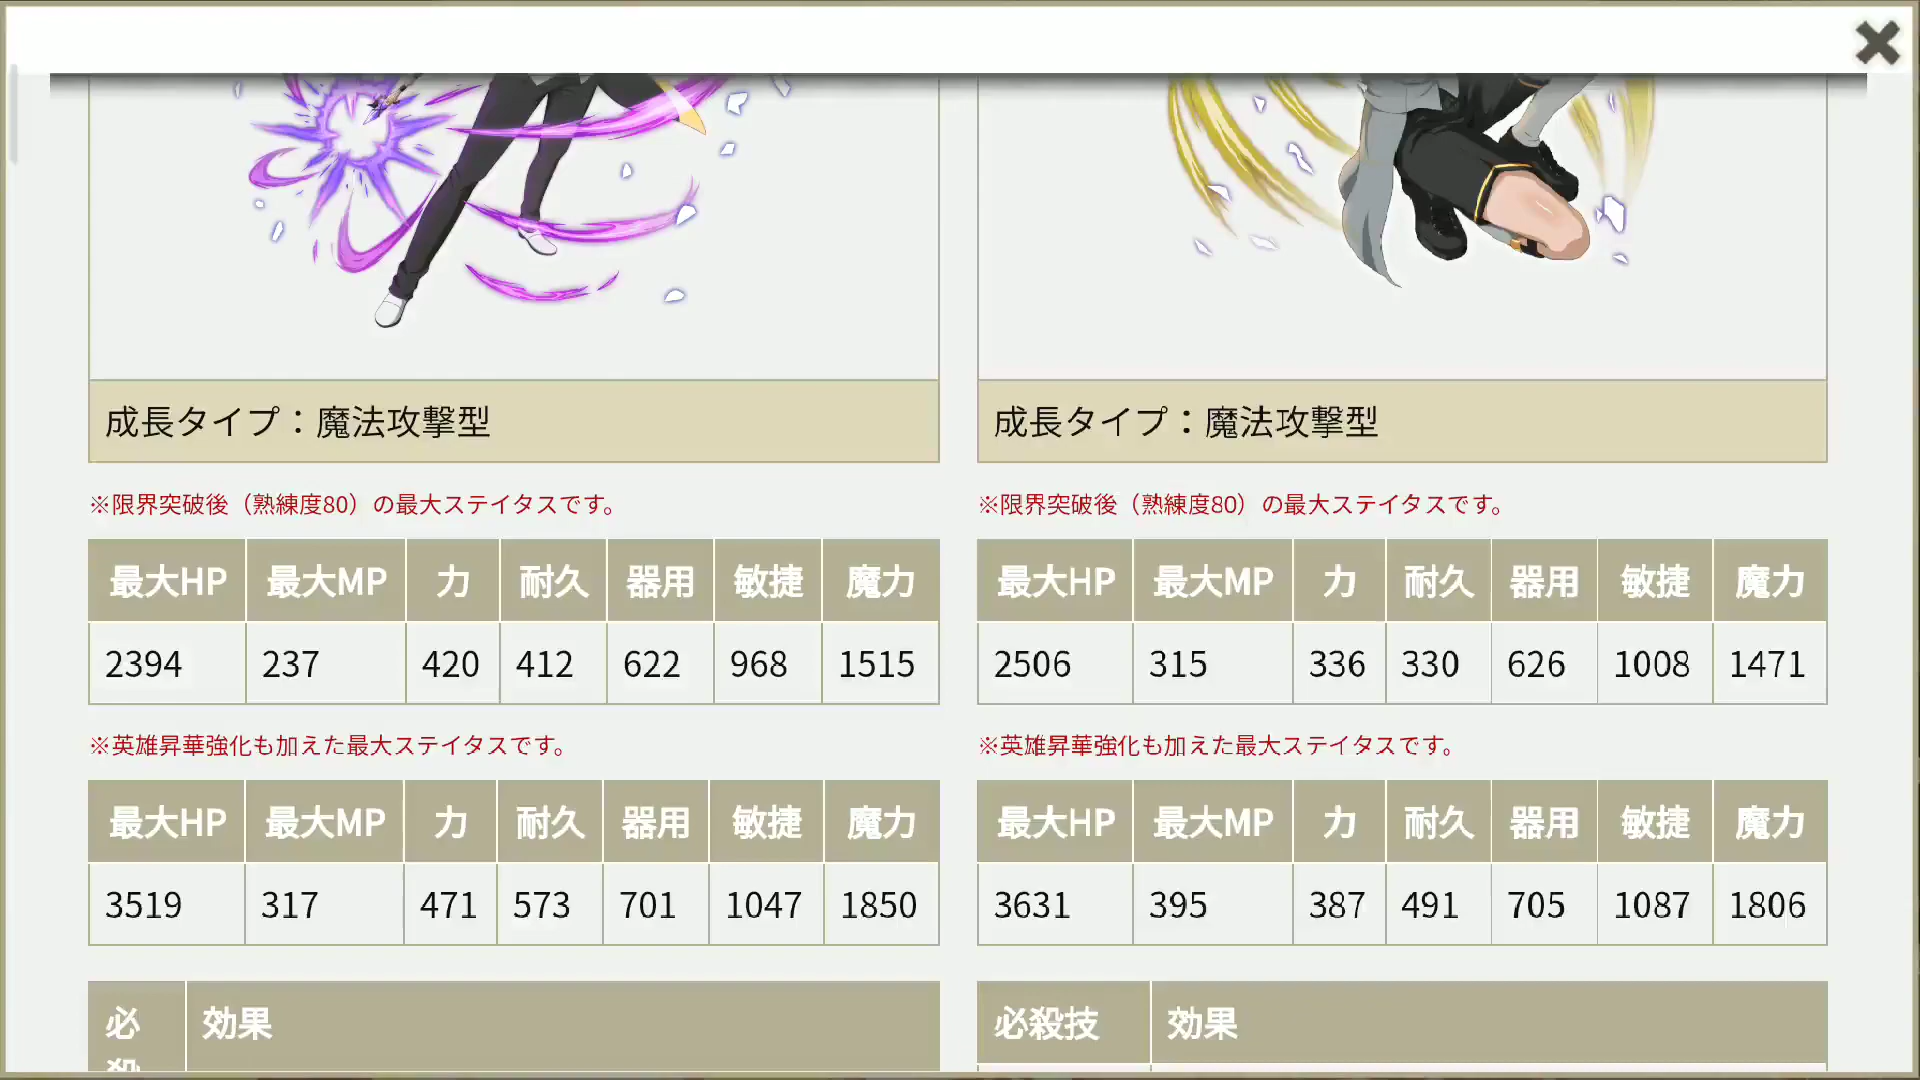 成長タイプ：魔法攻撃型
※限界突破後（熟練度80）の最大ステイタスです。
最大HP 最大MP 力 耐久 器用 敏捷 魔力
2394 237 420 412 622 968 1515
※英雄昇華強化も加えた最大ステイタスです。
最大HP 最大MP 力 耐久 器用 敏捷 魔力
3519 317 471 573 701 1047 1850
必 効果
殺
成長タイプ：魔法攻撃型
※限界突破後（熟練度80）の最大ステイタスです。
最大HP 最大MP 力 耐久 器用 敏捷 魔力
2506 315 336 330 626 1008 1471
※英雄昇華強化も加えた最大ステイタスです。
最大HP 最大MP 力 耐久 器用 敏捷 魔力
3631 395 387 491 705 1087 1806
必殺技 効果